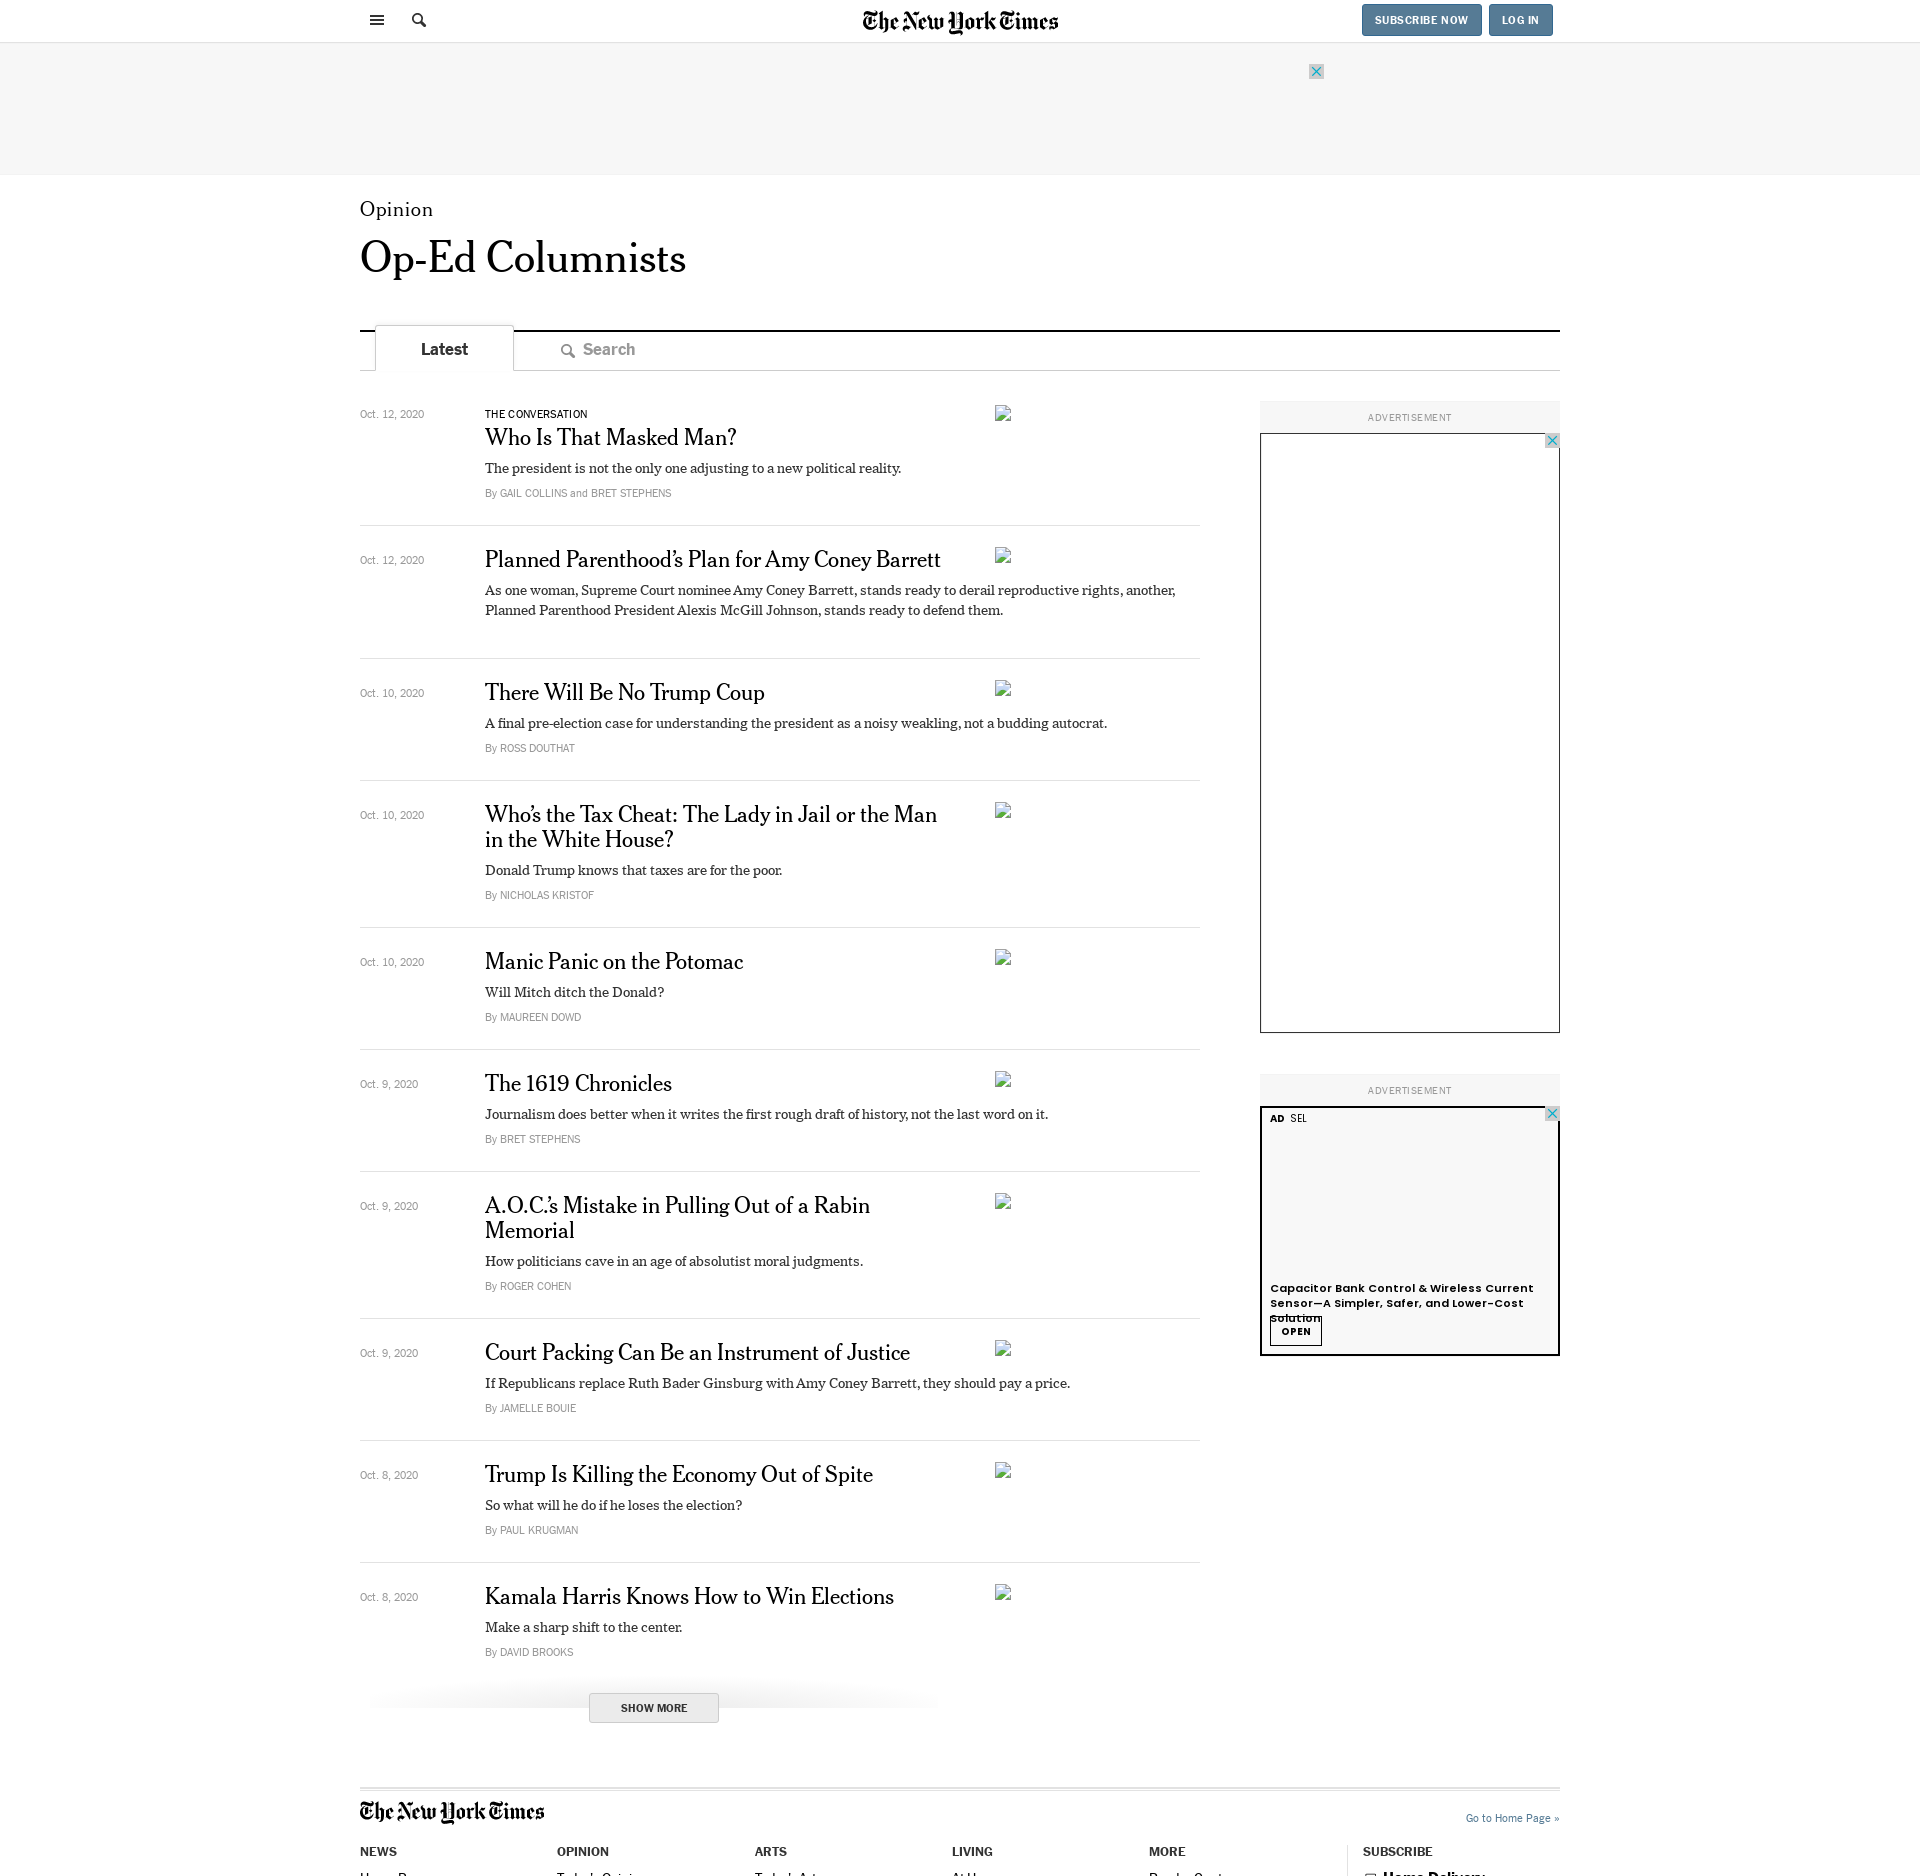 The New York Times
SUBSCRIBE NOW
LOG IN
Opinion
Op-Ed Columnists
Latest
Search
Oct. 12, 2020
THE CONVERSATION
Who Is That Masked Man?
The president is not the only one adjusting to a new political reality.
By GAIL COLLINS and BRET STEPHENS
Oct. 12, 2020
Planned Parenthood’s Plan for Amy Coney Barrett
As one woman, Supreme Court nominee Amy Coney Barrett, stands ready to derail reproductive rights, another,
Planned Parenthood President Alexis McGill Johnson, stands ready to defend them.
Oct. 10, 2020
There Will Be No Trump Coup
A final pre-election case for understanding the president as a noisy weakling, not a budding autocrat.
By ROSS DOUTHAT
Oct. 10, 2020
Who’s the Tax Cheat: The Lady in Jail or the Man
in the White House?
Donald Trump knows that taxes are for the poor.
By NICHOLAS KRISTOF
Oct. 10, 2020
Manic Panic on the Potomac
Will Mitch ditch the Donald?
By MAUREEN DOWD
Oct. 9, 2020
The 1619 Chronicles
Journalism does better when it writes the first rough draft of history, not the last word on it.
By BRET STEPHENS
Oct. 9, 2020
A.O.C.’s Mistake in Pulling Out of a Rabin
Memorial
How politicians cave in an age of absolutist moral judgments.
By ROGER COHEN
Oct. 9, 2020
Court Packing Can Be an Instrument of Justice
If Republicans replace Ruth Bader Ginsburg with Amy Coney Barrett, they should pay a price.
By JAMELLE BOUIE
Oct. 8, 2020
Trump Is Killing the Economy Out of Spite
So what will he do if he loses the election?
By PAUL KRUGMAN
Oct. 8, 2020
Kamala Harris Knows How to Win Elections
Make a sharp shift to the center.
By DAVID BROOKS
SHOW MORE
ADVERTISEMENT
ADVERTISEMENT
AD SEL
Capacitor Bank Control & Wireless Current
Sensor—A Simpler, Safer, and Lower-Cost
Solution
OPEN
The New York Times
Go to Home Page »
NEWS
OPINION
ARTS
LIVING
MORE
SUBSCRIBE
Home Delivery